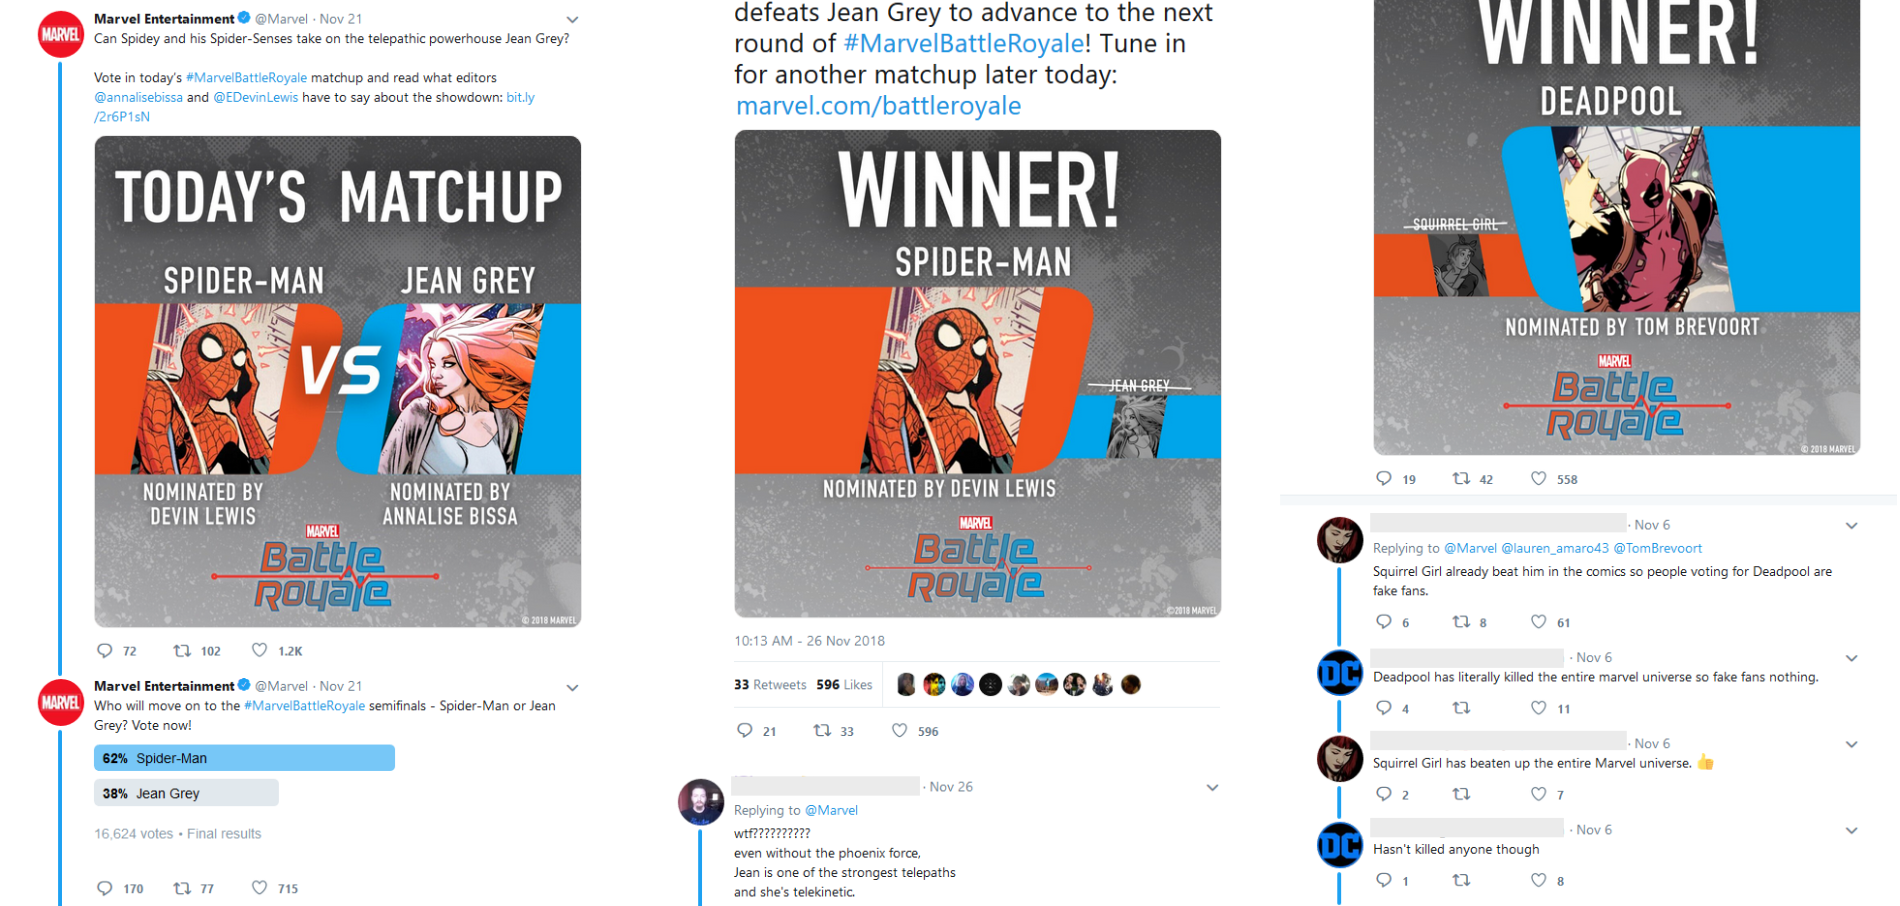 MARVEL
Marvel Entertainment @Marvel · Nov 21
Can Spidey and his Spider-Senses take on the telepathic powerhouse Jean Grey?
Vote in today's #MarvelBattleRoyale matchup and read what editors
@annalisebissa and @EDevinLewis have to say about the showdown: bit.ly
/2r6P1sN
TODAY'S MATCHUP
SPIDER-MAN JEAN GREY
VS
NOMINATED BY
DEVIN LEWIS
NOMINATED BY
ANNALISE BISSA
MARVEL
Battle
Royale
© 2018 MARVEL
72 102 1.2K
MARVEL
Marvel Entertainment @Marvel · Nov 21
Who will move on to the #MarvelBattleRoyale semifinals - Spider-Man or Jean
Grey? Vote now!
62% Spider-Man
38% Jean Grey
16,624 votes • Final results
170 77 715
defeats Jean Grey to advance to the next
round of #MarvelBattleRoyale! Tune in
for another matchup later today:
marvel.com/battleroyale
WINNER!
SPIDER-MAN
JEAN GREY
NOMINATED BY DEVIN LEWIS
MARVEL
Battle
Royale
©2018 MARVEL
10:13 AM - 26 Nov 2018
33 Retweets 596 Likes
21 33 596
· Nov 26
Replying to @Marvel
wtf??????????
even without the phoenix force,
Jean is one of the strongest telepaths
and she's telekinetic.
WINNER!
DEADPOOL
SQUIRREL GIRL
NOMINATED BY TOM BREVOORT
MARVEL
Battle
Royale
© 2018 MARVEL
19 42 558
· Nov 6
Replying to @Marvel @lauren_amaro43 @TomBrevoort
Squirrel Girl already beat him in the comics so people voting for Deadpool are
fake fans.
6 8 61
DC
· Nov 6
Deadpool has literally killed the entire marvel universe so fake fans nothing.
4 11
· Nov 6
Squirrel Girl has beaten up the entire Marvel universe. 👍
2 7
DC
· Nov 6
Hasn't killed anyone though
1 8